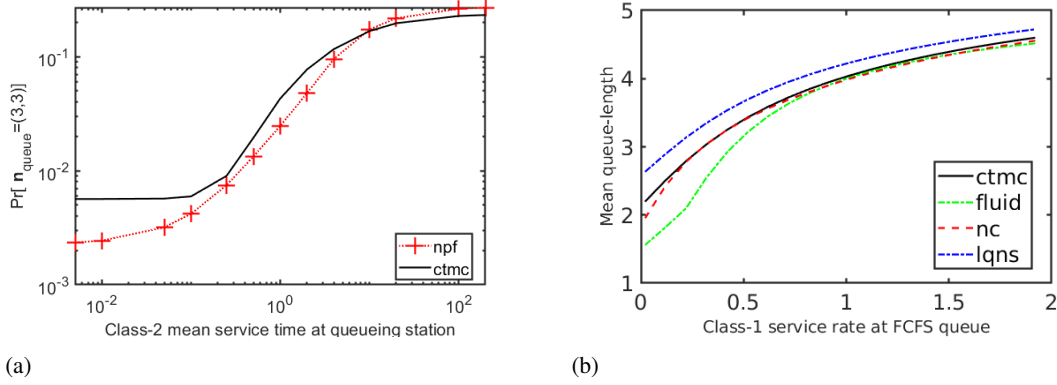 Pr[ n_queue=(3,3)]
10^-1
10^-2
10^-3
10^-2
10^0
10^2
npf
ctmc
Class-2 mean service time at queueing station
(a)
Mean queue-length
5
4
3
2
1
0
0.5
1
1.5
2
ctmc
fluid
nc
lqns
Class-1 service rate at FCFS queue
(b)